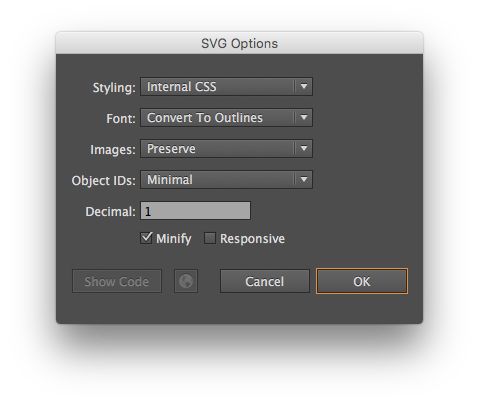 SVG Options
Styling: Internal CSS
Font: Convert To Outlines
Images: Preserve
Object IDs: Minimal
Decimal: 1
Minify Responsive
Show Code Cancel OK